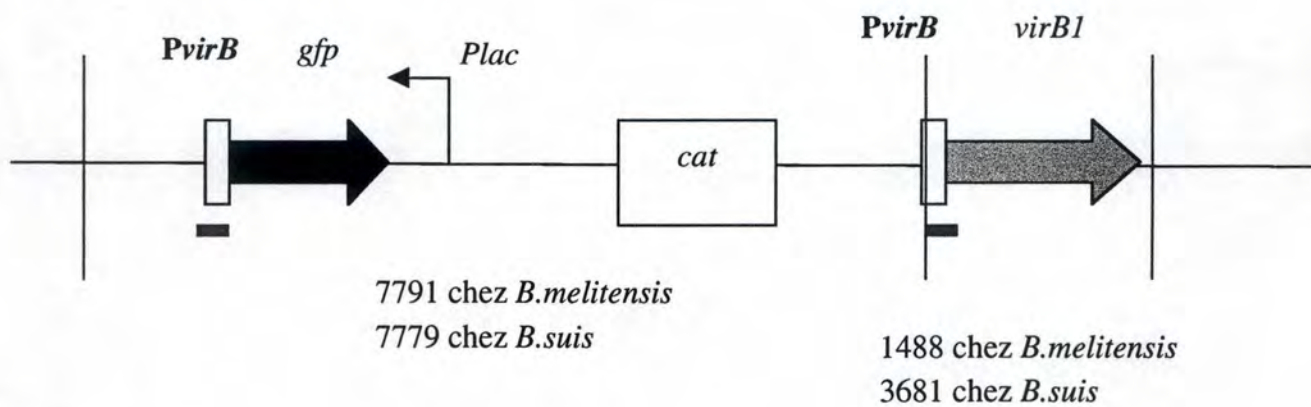 PvirB gfp Plac PvirB virB1
cat
7791 chez B.melitensis
7779 chez B.suis
1488 chez B.melitensis
3681 chez B.suis